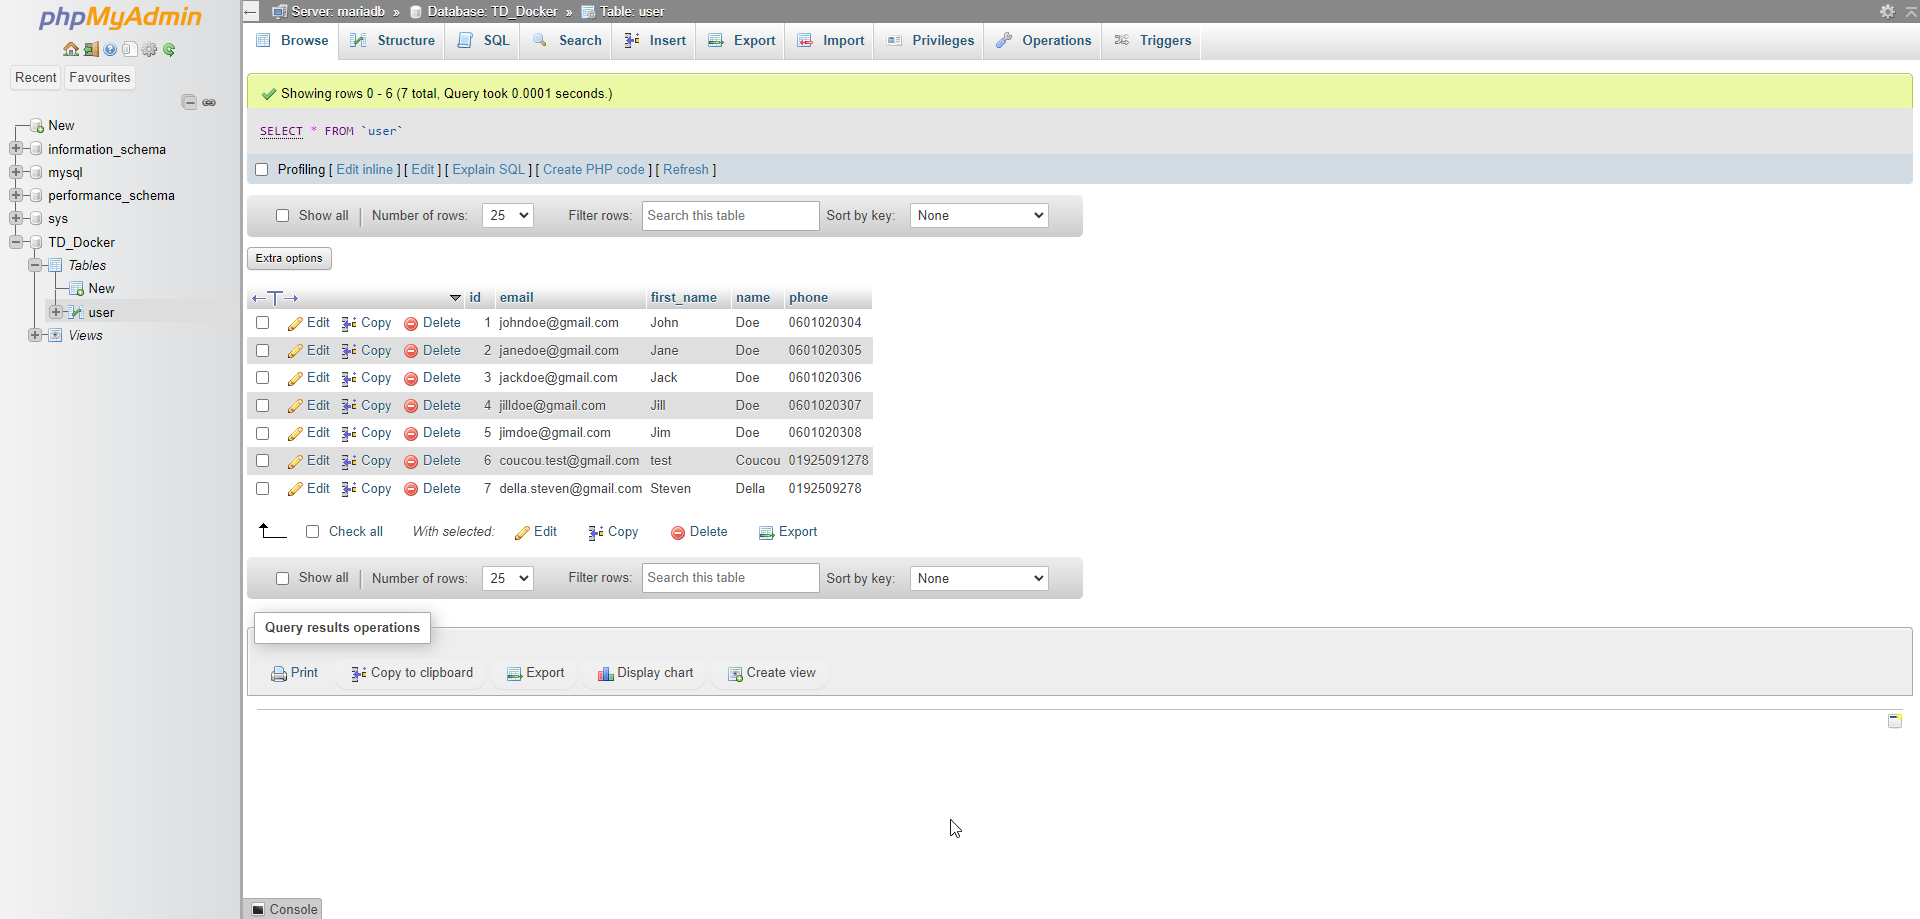 phpMyAdmin
Recent Favourites
New
information_schema
mysql
performance_schema
sys
TD_Docker
Tables
New
user
Views
Server: mariadb » Database: TD_Docker » Table: user
Browse Structure SQL Search Insert Export Import Privileges Operations Triggers
Showing rows 0 - 6 (7 total, Query took 0.0001 seconds.)
SELECT * FROM `user`
Profiling [ Edit inline ] [ Edit ] [ Explain SQL ] [ Create PHP code ] [ Refresh ]
Show all Number of rows: 25 Filter rows: Search this table Sort by key: None
Extra options
id email first_name name phone
Edit Copy Delete 1 johndoe@gmail.com John Doe 0601020304
Edit Copy Delete 2 janedoe@gmail.com Jane Doe 0601020305
Edit Copy Delete 3 jackdoe@gmail.com Jack Doe 0601020306
Edit Copy Delete 4 jilldoe@gmail.com Jill Doe 0601020307
Edit Copy Delete 5 jimdoe@gmail.com Jim Doe 0601020308
Edit Copy Delete 6 coucou.test@gmail.com test Coucou 01925091278
Edit Copy Delete 7 della.steven@gmail.com Steven Della 0192509278
Check all With selected: Edit Copy Delete Export
Show all Number of rows: 25 Filter rows: Search this table Sort by key: None
Query results operations
Print Copy to clipboard Export Display chart Create view
Console